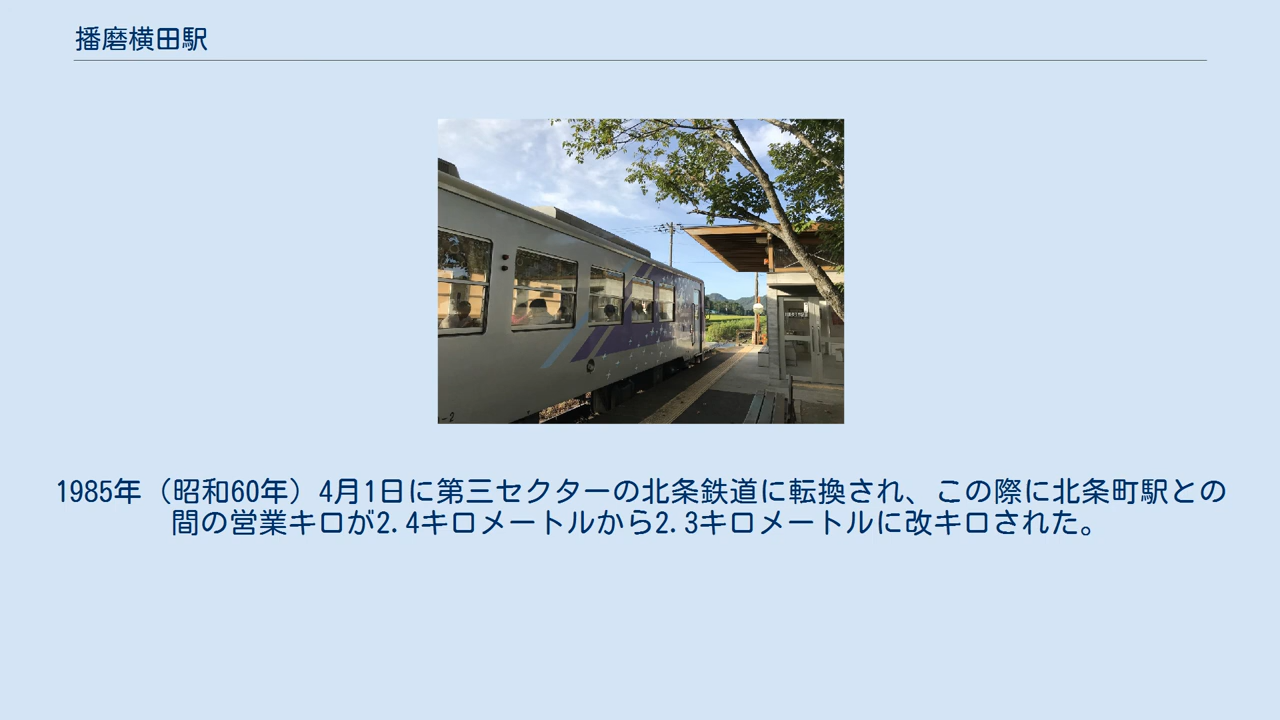 播磨横田駅
1985年（昭和60年）4月1日に第三セクターの北条鉄道に転換され、この際に北条町駅との
間の営業キロが2.4キロメートルから2.3キロメートルに改キロされた。